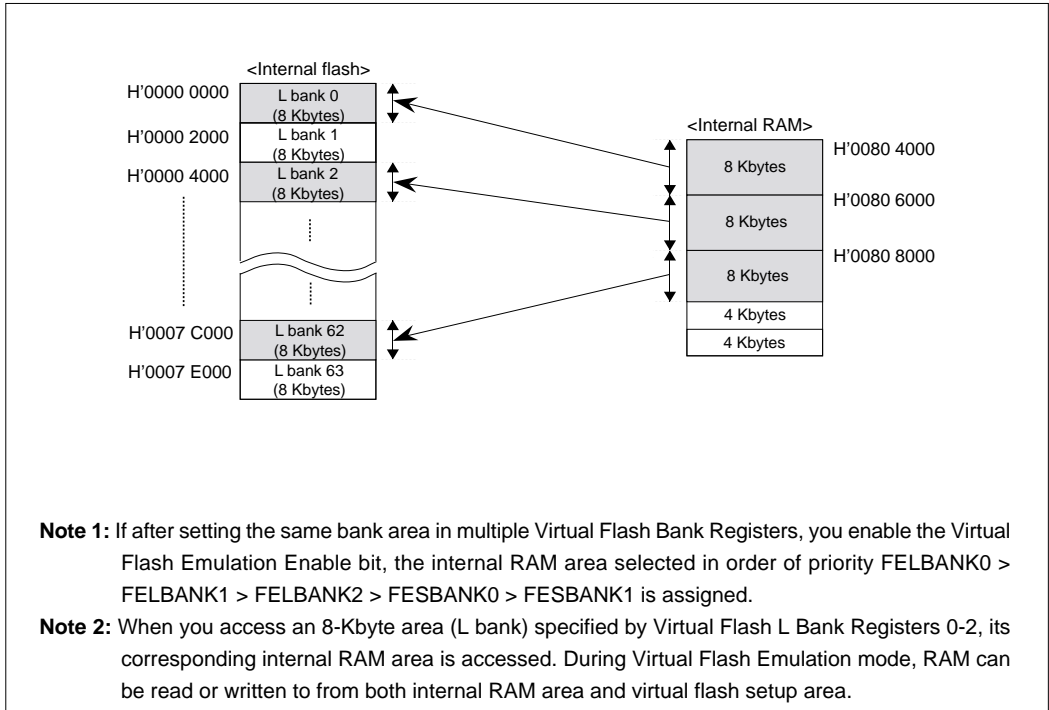 <Internal flash>
H'0000 0000
L bank 0
(8 Kbytes)
H'0000 2000
L bank 1
(8 Kbytes)
H'0000 4000
L bank 2
(8 Kbytes)
H'0007 C000
L bank 62
(8 Kbytes)
H'0007 E000
L bank 63
(8 Kbytes)
<Internal RAM>
8 Kbytes
H'0080 4000
8 Kbytes
H'0080 6000
8 Kbytes
H'0080 8000
4 Kbytes
4 Kbytes
Note 1: If after setting the same bank area in multiple Virtual Flash Bank Registers, you enable the Virtual
Flash Emulation Enable bit, the internal RAM area selected in order of priority FELBANK0 >
FELBANK1 > FELBANK2 > FESBANK0 > FESBANK1 is assigned.
Note 2: When you access an 8-Kbyte area (L bank) specified by Virtual Flash L Bank Registers 0-2, its
corresponding internal RAM area is accessed. During Virtual Flash Emulation mode, RAM can
be read or written to from both internal RAM area and virtual flash setup area.